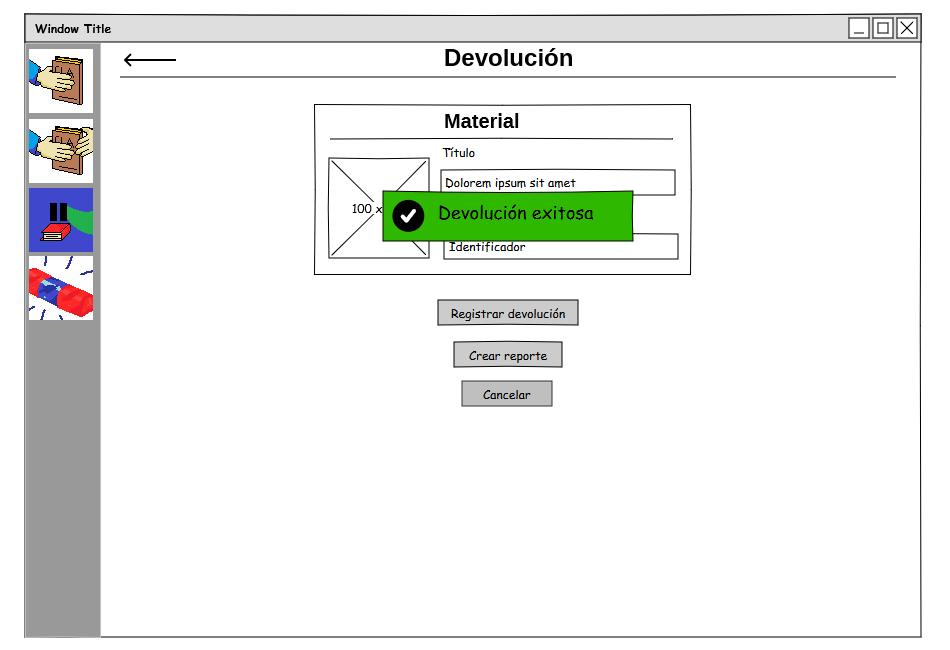 Window Title
Devolución
Material
Título
Dolorem ipsum sit amet
100 x
Devolución exitosa
Identificador
Registrar devolución
Crear reporte
Cancelar